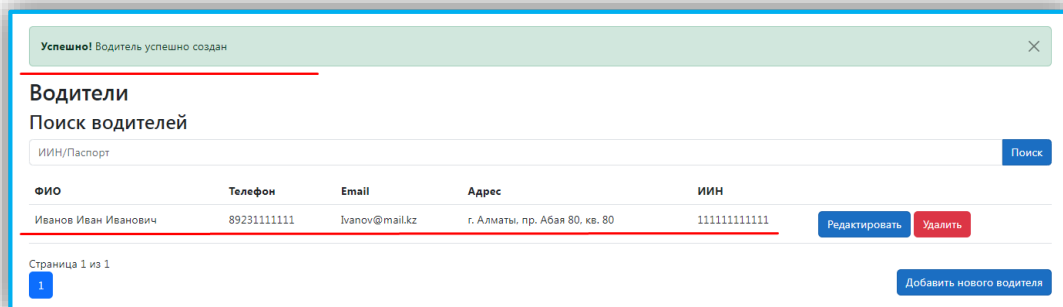 Успешно! Водитель успешно создан
Водители
Поиск водителей
ИИН/Паспорт Поиск
ФИО Телефон Email Адрес ИИН
Иванов Иван Иванович 89231111111 Ivanov@mail.kz г. Алматы, пр. Абая 80, кв. 80 111111111111 Редактировать Удалить
Страница 1 из 1
1
Добавить нового водителя